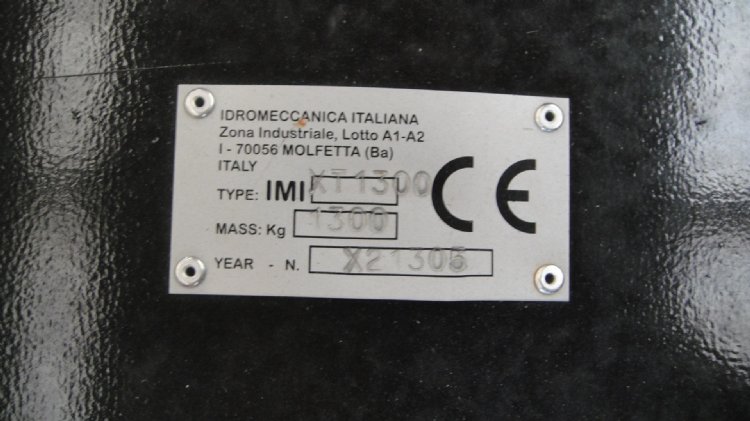 IDROMECCANICA ITALIANA
Zona Industriale, Lotto A1-A2
I - 70056 MOLFETTA (Ba)
ITALY
TYPE: IMI XT1300
MASS: Kg 1300
YEAR - N. X21305
CE